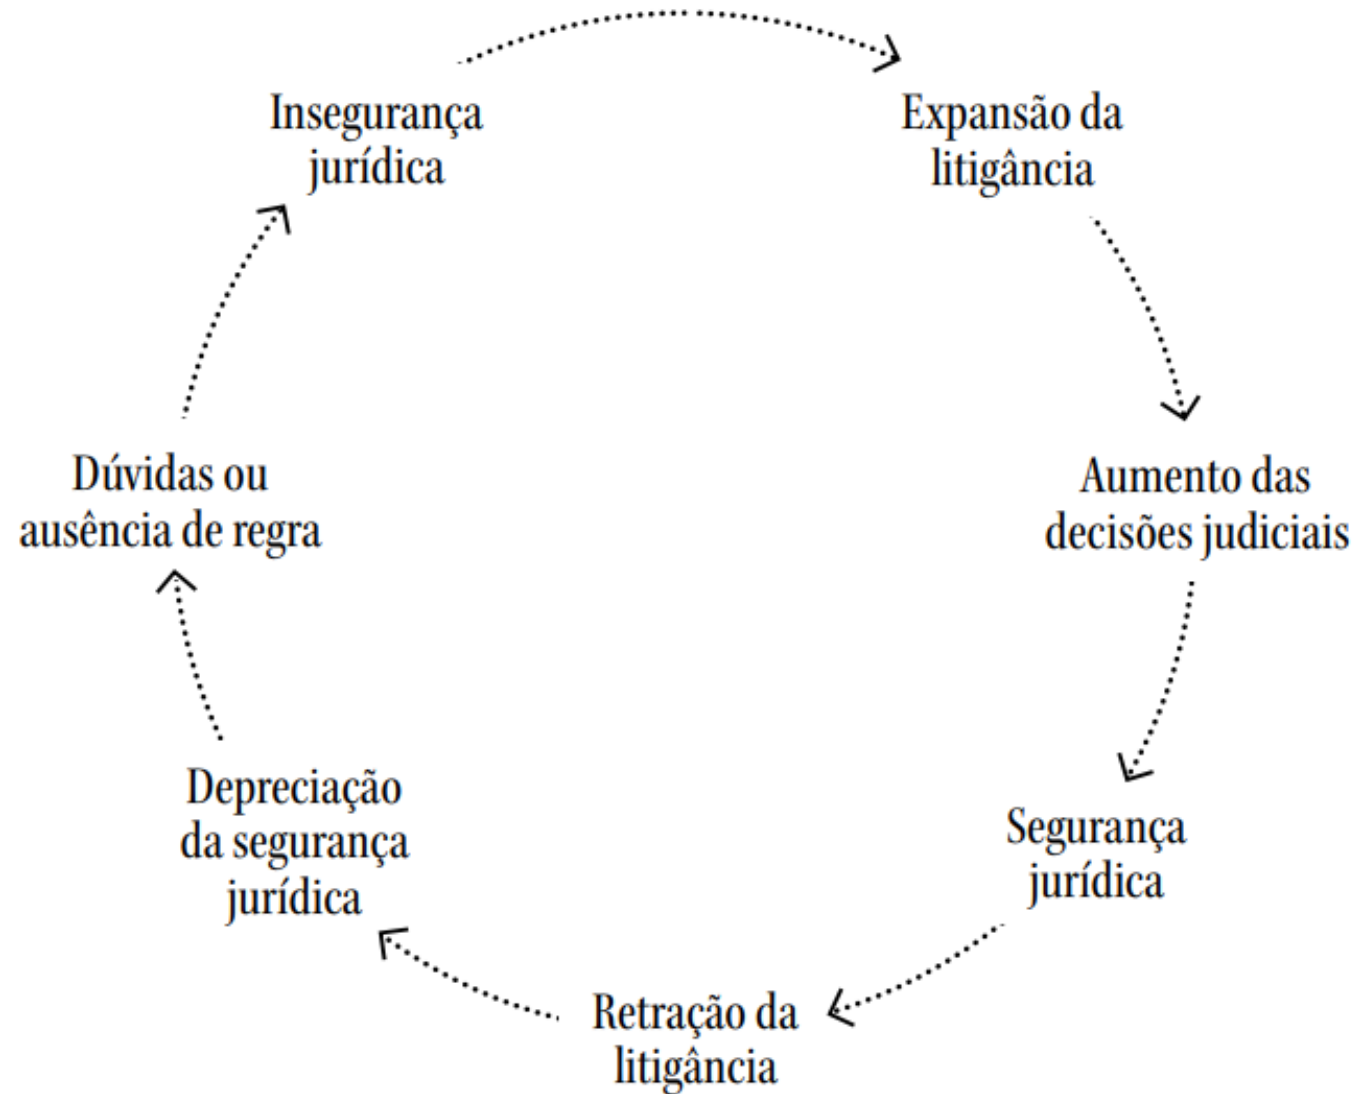 Insegurança
jurídica
Expansão da
litigância
Aumento das
decisões judiciais
Segurança
jurídica
Retração da
litigância
Depreciação
da segurança
jurídica
Dúvidas ou
ausência de regra